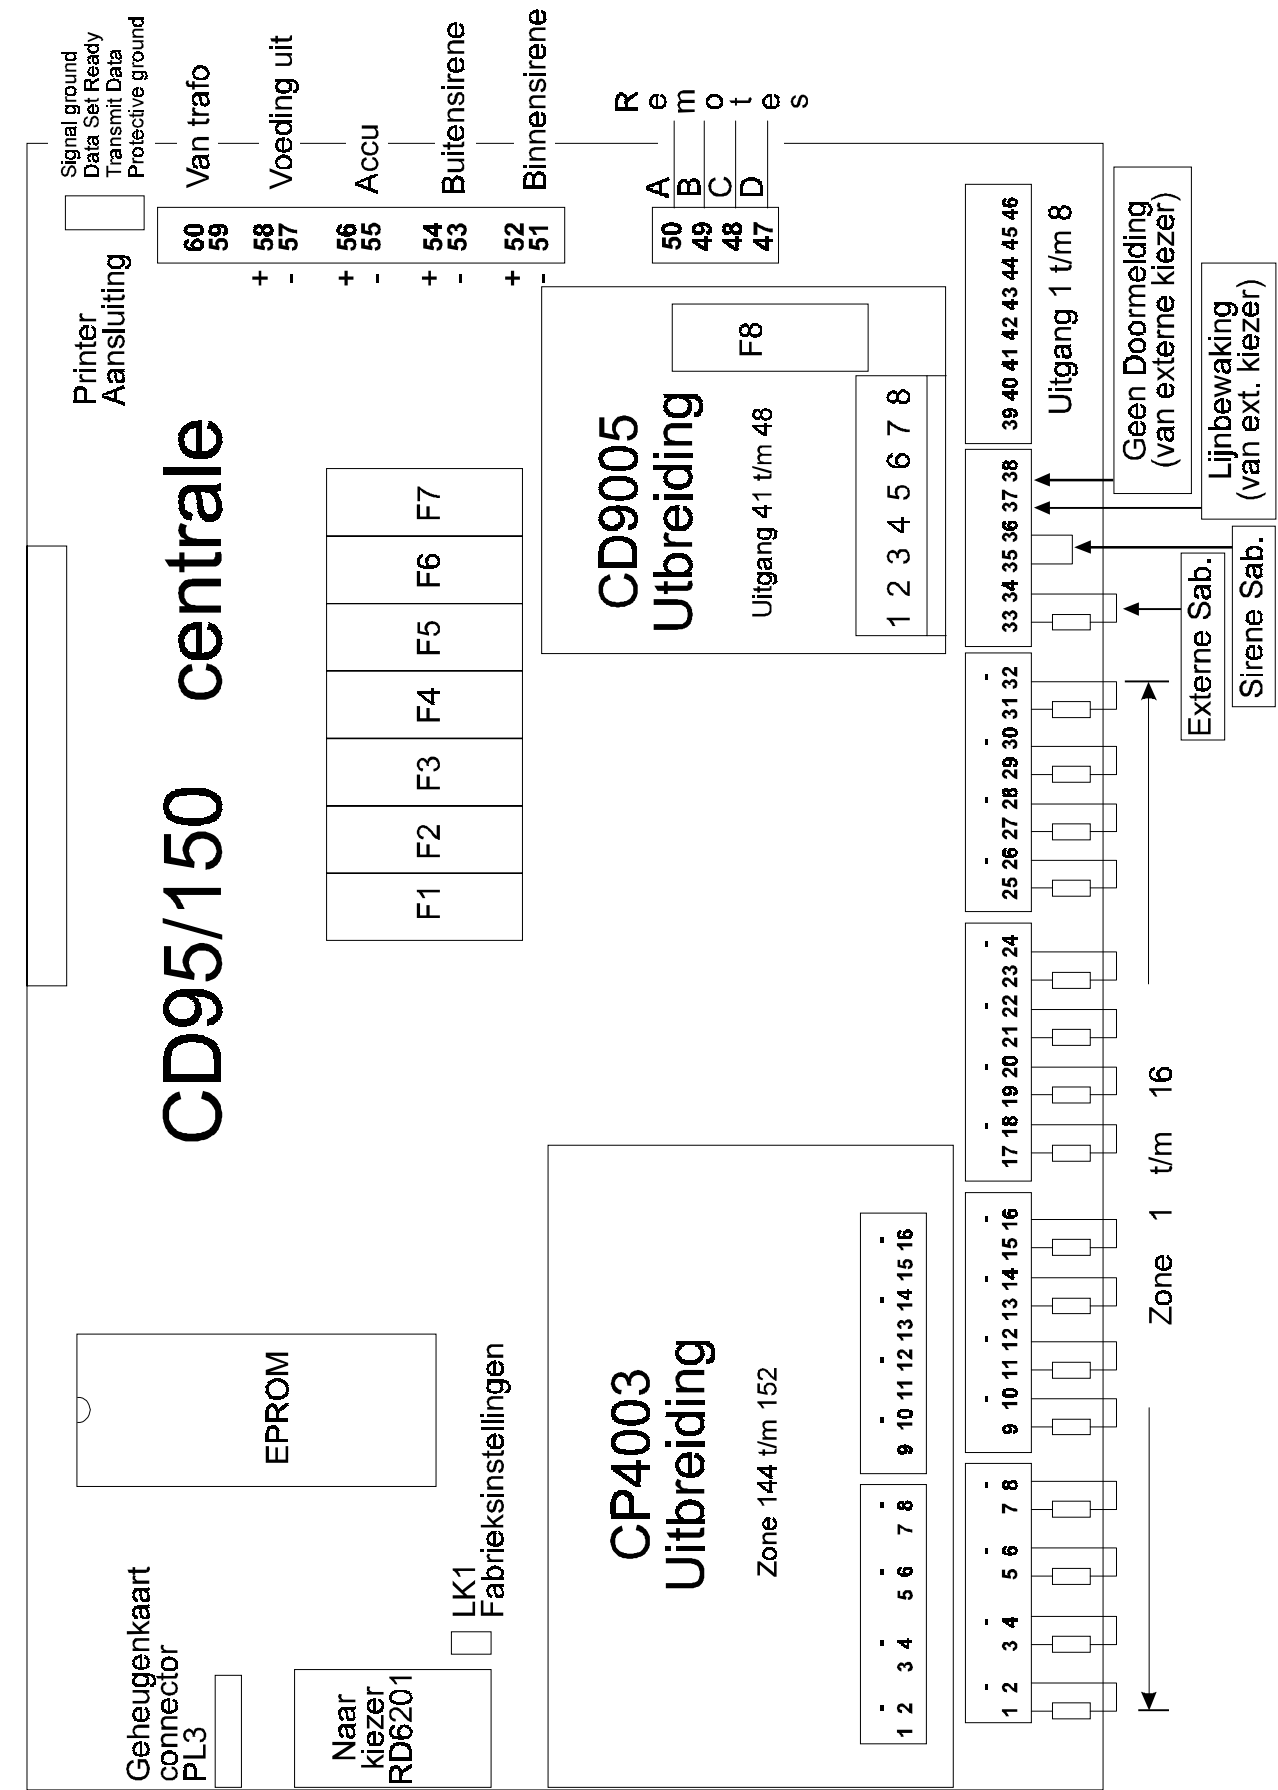 CD95/150 centrale
Geheugenkaart
connector
PL3
Naar
kiezer
RD6201
LK1
Fabrieksinstellingen
EPROM
F1 F2 F3 F4 F5 F6 F7
Printer
Aansluiting
Signal ground
Data Set Ready
Transmit Data
Protective ground
60
59
Van trafo
+ 58
- 57
Voeding uit
+ 56
- 55
Accu
+ 54
- 53
Buitensirene
+ 52
- 51
Binnensirene
50 A
49 B
48 C
47 D
Remotes
CP4003
Uitbreiding
Zone 144 t/m 152
- - - -
1 2 3 4 5 6 7 8
- - - -
9 10 11 12 13 14 15 16
CD9005
Utbreiding
Uitgang 41 t/m 48
F8
1 2 3 4 5 6 7 8
- - - -
1 2 3 4 5 6 7 8
- - - -
9 10 11 12 13 14 15 16
- - - -
17 18 19 20 21 22 23 24
- - - -
25 26 27 28 29 30 31 32
33 34 35 36 37 38
39 40 41 42 43 44 45 46
Uitgang 1 t/m 8
Zone 1 t/m 16
Externe Sab.
Sirene Sab.
Geen Doormelding
(van externe kiezer)
Lijnbewaking
(van ext. kiezer)